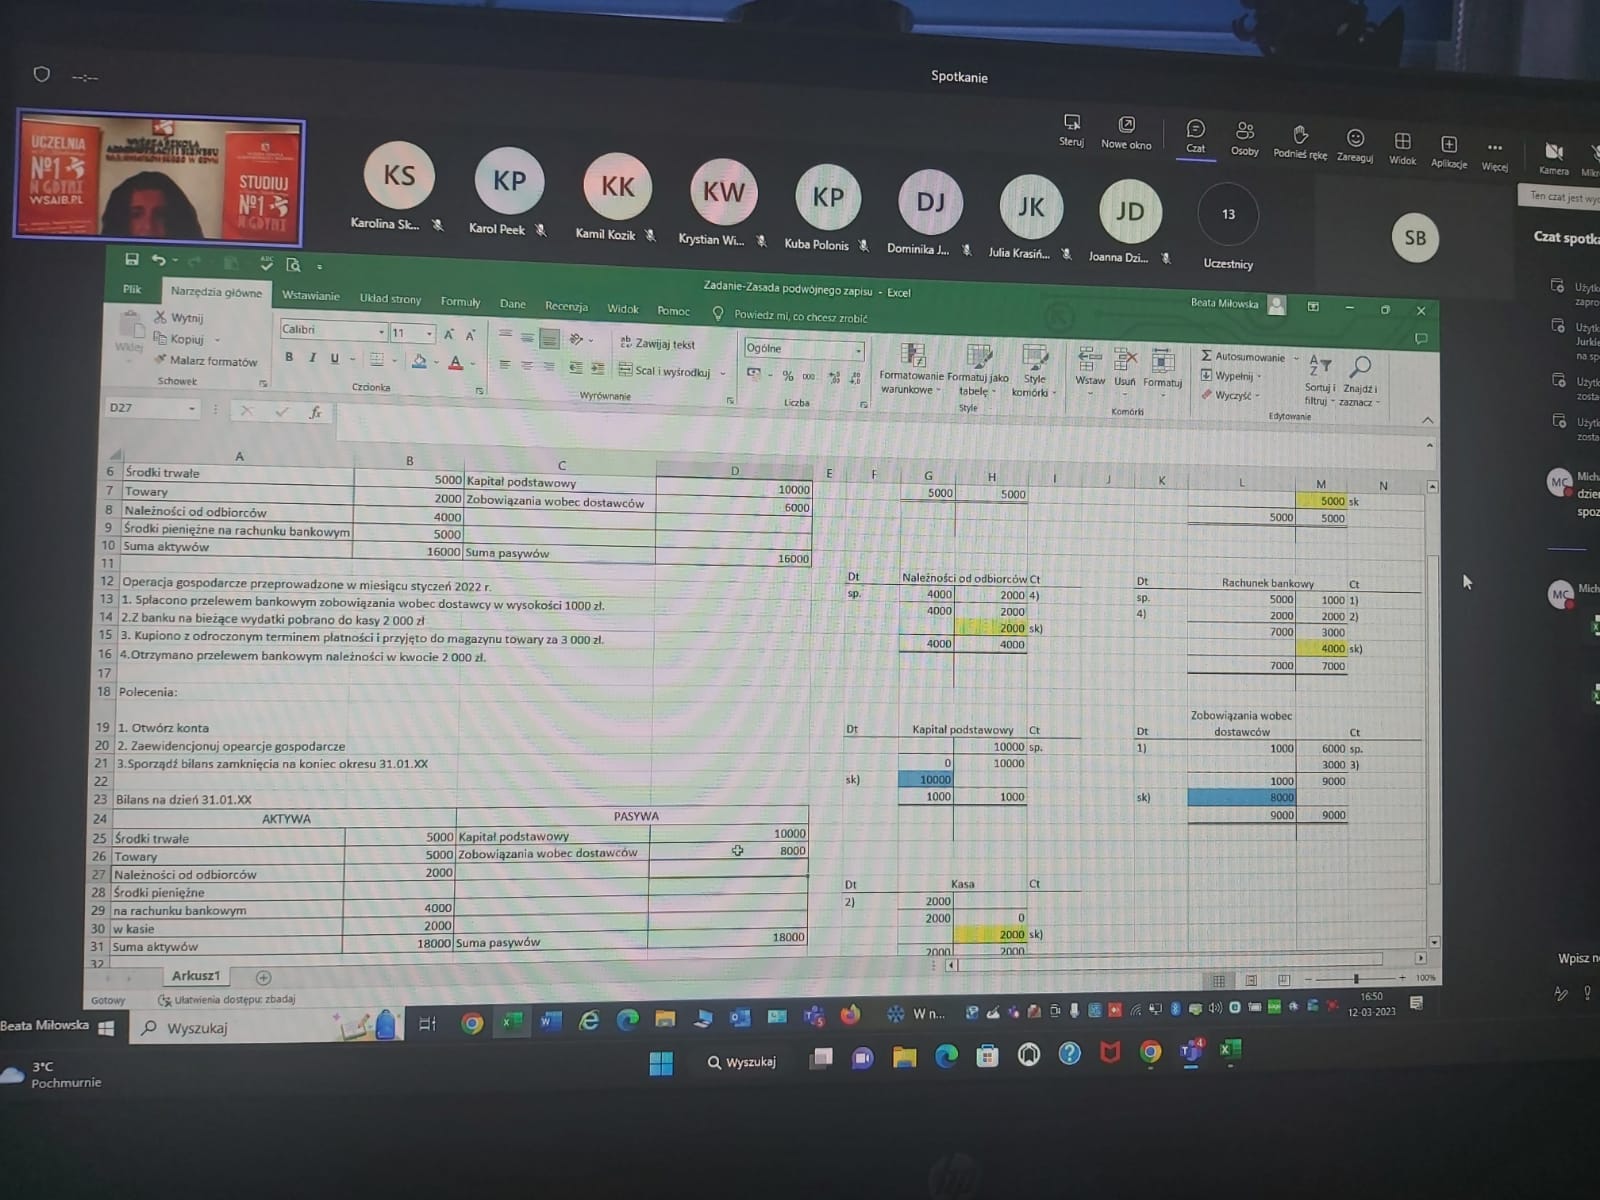 --:--
Spotkanie
Steruj
Nowe okno
Czat
Osoby
Podnieś rękę
Zareaguj
Widok
Aplikacje
Więcej
Kamera
UCZELNIA
№1
W GDYNI
WSAIB.PL
STUDIUJ
№1
W GDYNI
KS
KP
KK
KW
KP
DJ
JK
JD
13
SB
Karolina Sk...
Karol Peek
Kamil Kozik
Krystian Wi...
Kuba Polonis
Dominika J...
Julia Krasiń...
Joanna Dzi...
Uczestnicy
Zadanie-Zasada podwójnego zapisu - Excel
Beata Miłowska
Plik
Narzędzia główne
Wstawianie
Układ strony
Formuły
Dane
Recenzja
Widok
Pomoc
Powiedz mi, co chcesz zrobić
Wklej
Wytnij
Kopiuj
Malarz formatów
Schowek
Calibri
11
B I U
Czcionka
Zawijaj tekst
Scal i wyśrodkuj
Wyrównanie
Ogólne
Liczba
Formatowanie warunkowe
Formatuj jako tabelę
Style komórki
Style
Wstaw
Usuń
Formatuj
Komórki
Autosumowanie
Wypełnij
Wyczyść
Sortuj i filtruj
Znajdź i zaznacz
Edytowanie
D27
fx
A B C D E F G H I J K L M N
6 Środki trwałe 5000 Kapitał podstawowy 10000
7 Towary 2000 Zobowiązania wobec dostawców 6000
8 Należności od odbiorców 4000
9 Środki pieniężne na rachunku bankowym 5000
10 Suma aktywów 16000 Suma pasywów 16000
11
12 Operacja gospodarcze przeprowadzone w miesiącu styczeń 2022 r.
13 1. Spłacono przelewem bankowym zobowiązania wobec dostawcy w wysokości 1000 zł.
14 2.Z banku na bieżące wydatki pobrano do kasy 2 000 zł
15 3. Kupiono z odroczonym terminem płatności i przyjęto do magazynu towary za 3 000 zł.
16 4.Otrzymano przelewem bankowym należności w kwocie 2 000 zł.
17
18 Polecenia:
19 1. Otwórz konta
20 2. Zaewidencjonuj opearcje gospodarcze
21 3.Sporządź bilans zamknięcia na koniec okresu 31.01.XX
22
23 Bilans na dzień 31.01.XX
24 AKTYWA PASYWA
25 Środki trwałe 5000 Kapitał podstawowy 10000
26 Towary 5000 Zobowiązania wobec dostawców 8000
27 Należności od odbiorców 2000
28 Środki pieniężne
29 na rachunku bankowym 4000
30 w kasie 2000
31 Suma aktywów 18000 Suma pasywów 18000
32
5000 5000
5000 sk
5000 5000
Dt Należności od odbiorców Ct
sp. 4000 2000 4)
4000 2000
2000 sk)
4000 4000
Dt Rachunek bankowy Ct
sp. 5000 1000 1)
4) 2000 2000 2)
7000 3000
4000 sk)
7000 7000
Dt Kapitał podstawowy Ct
10000 sp.
0 10000
sk) 10000
1000 1000
Zobowiązania wobec
Dt dostawców Ct
1) 1000 6000 sp.
3000 3)
1000 9000
sk) 8000
9000 9000
Dt Kasa Ct
2) 2000
2000 0
2000 sk)
2000 2000
Arkusz1
Gotowy
Ułatwienia dostępu: zbadaj
100%
Czat spotka
Wpisz n
Beata Miłowska
Wyszukaj
W n...
16:50
12-03-2023
3°C
Pochmurnie
Wyszukaj